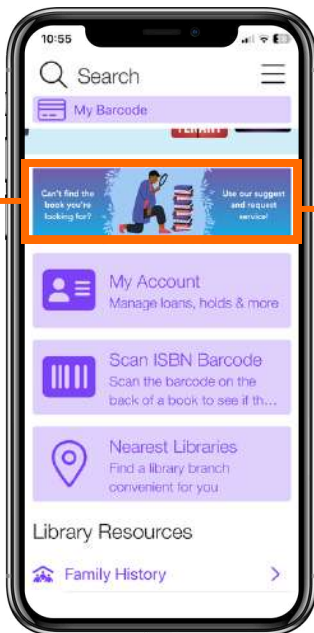 10:55
Search
My Barcode
TENANT
Can't find the
book you're
looking for?
Use our suggest
and request
service!
My Account
Manage loans, holds & more
Scan ISBN Barcode
Scan the barcode on the
back of a book to see if th...
Nearest Libraries
Find a library branch
convenient for you
Library Resources
Family History